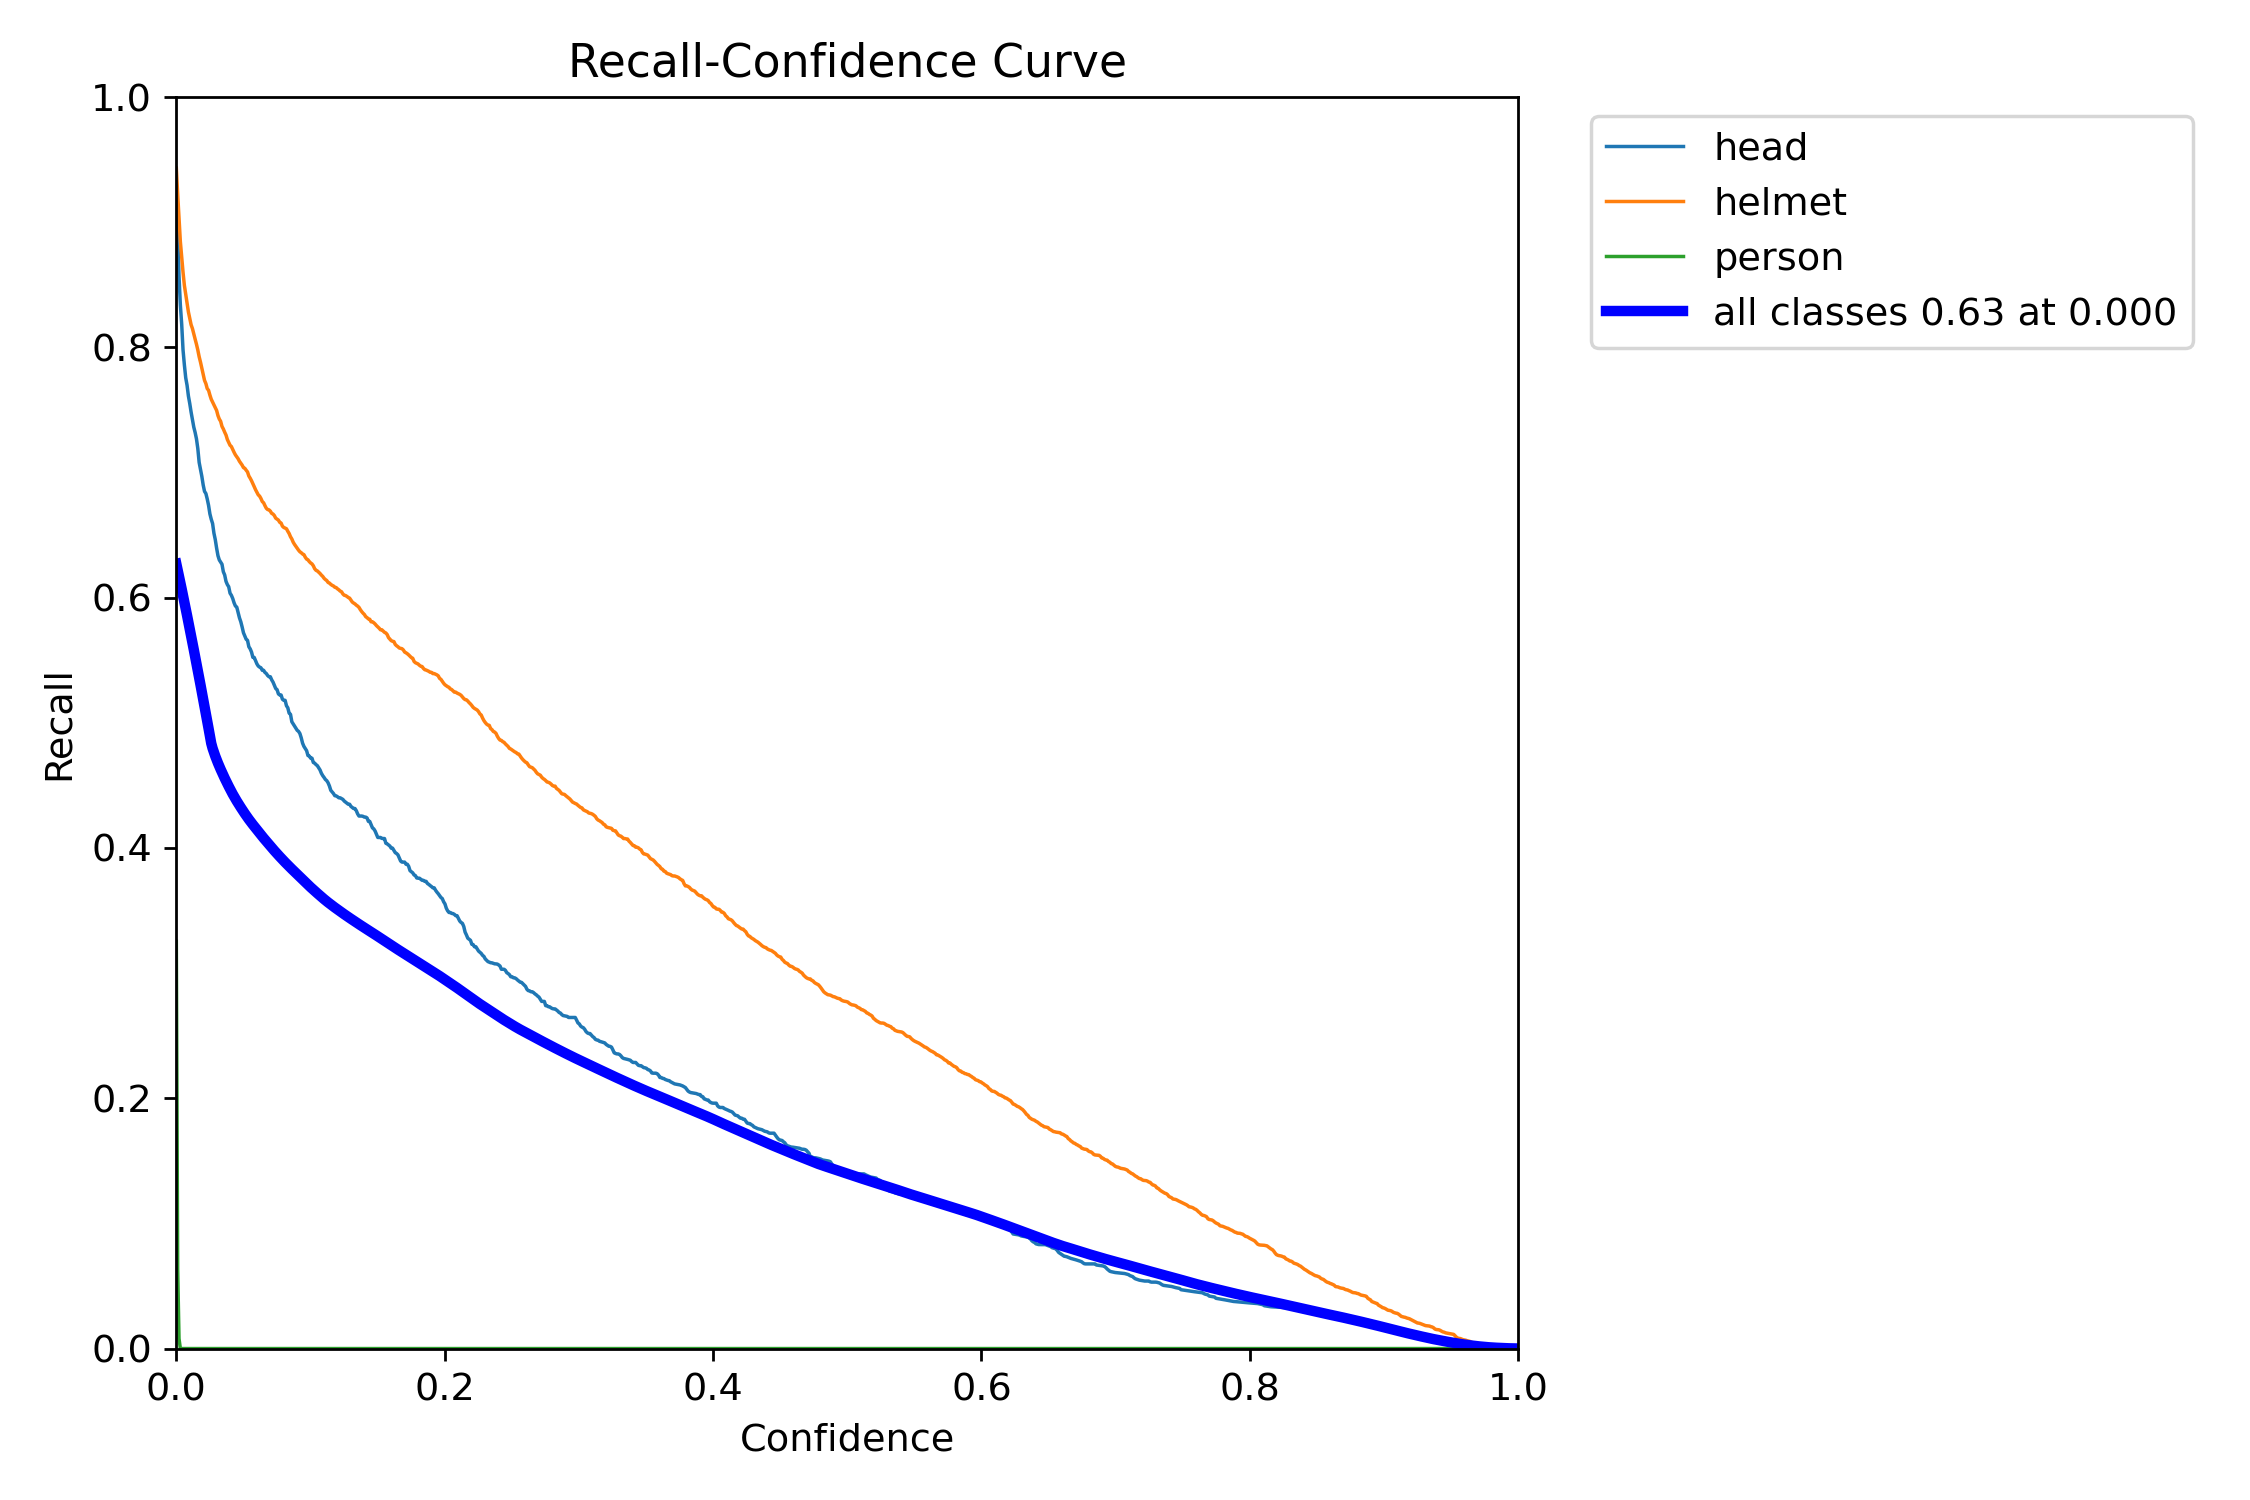 Recall-Confidence Curve
1.0
0.8
0.6
0.4
0.2
0.0
Recall
0.0 0.2 0.4 0.6 0.8 1.0
Confidence
head
helmet
person
all classes 0.63 at 0.000